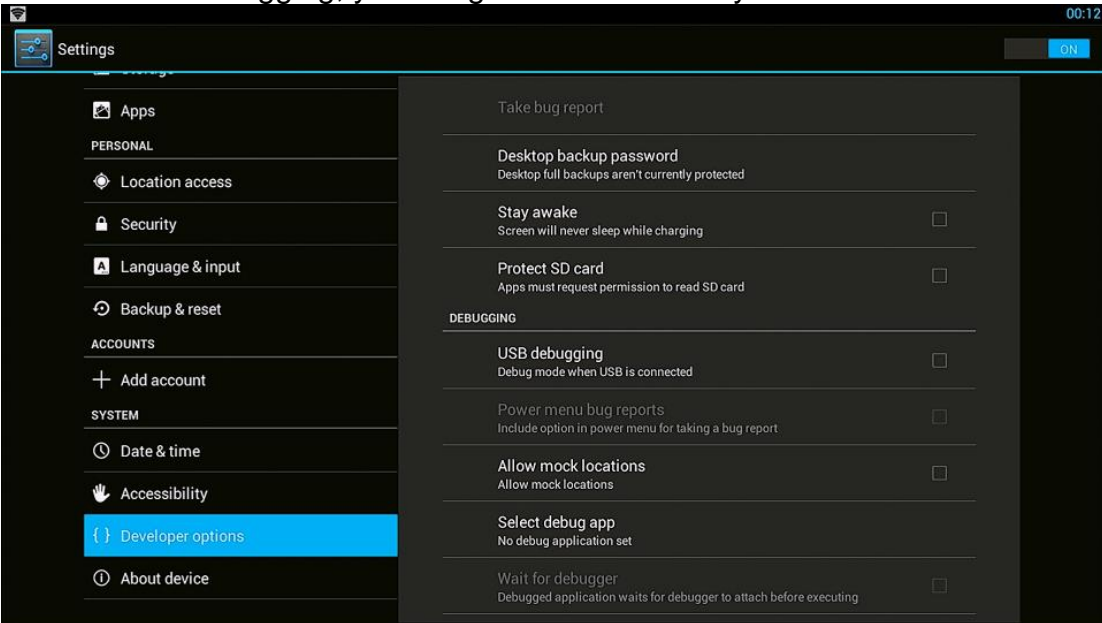 00:12
Settings
ON
Apps
PERSONAL
Location access
Security
Language & input
Backup & reset
ACCOUNTS
Add account
SYSTEM
Date & time
Accessibility
{ } Developer options
About device
Take bug report
Desktop backup password
Desktop full backups aren't currently protected
Stay awake
Screen will never sleep while charging
Protect SD card
Apps must request permission to read SD card
DEBUGGING
USB debugging
Debug mode when USB is connected
Power menu bug reports
Include option in power menu for taking a bug report
Allow mock locations
Allow mock locations
Select debug app
No debug application set
Wait for debugger
Debugged application waits for debugger to attach before executing